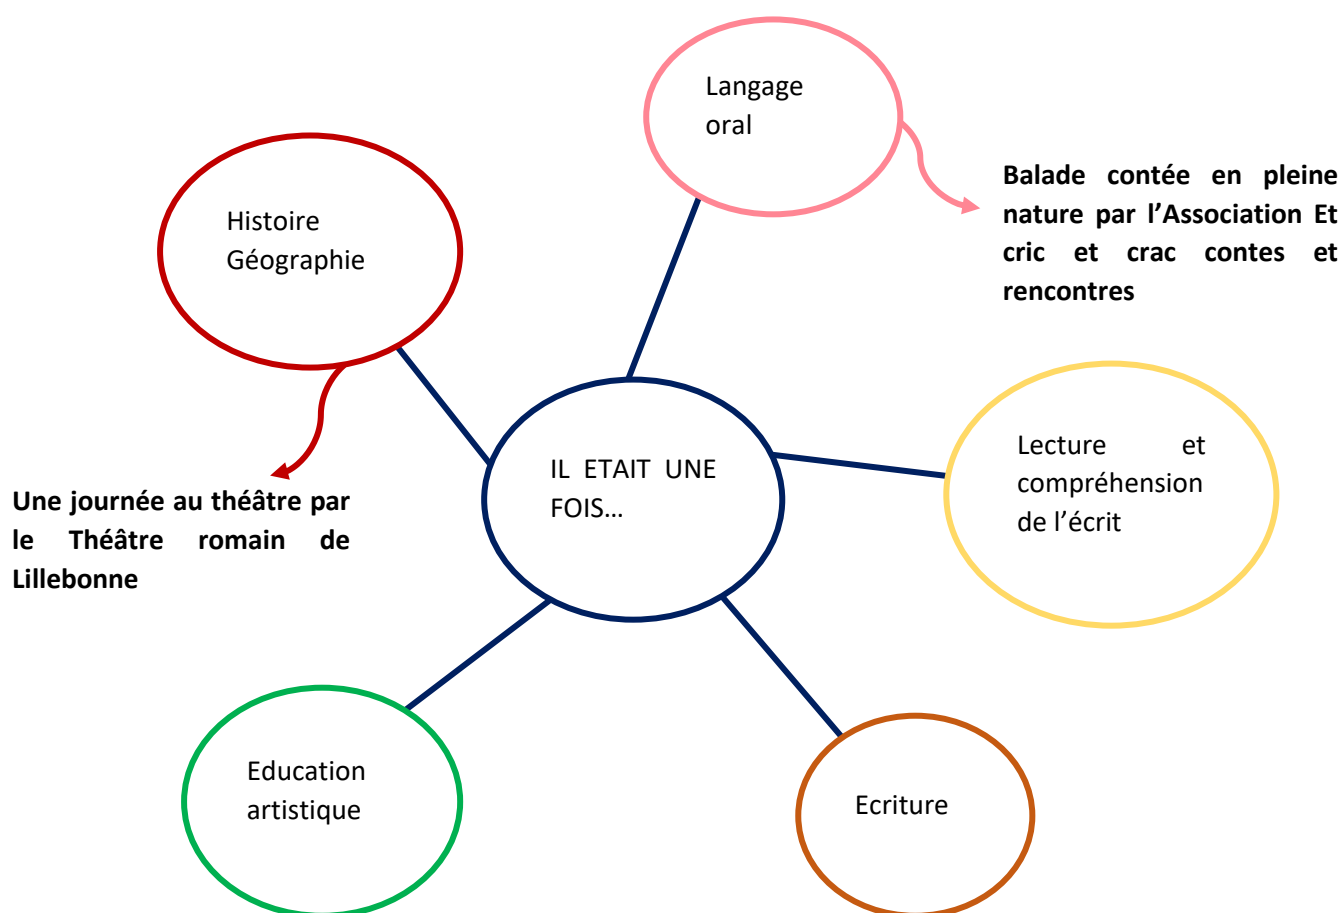 Langage
oral
Balade contée en pleine
nature par l’Association Et
cric et crac contes et
rencontres
Histoire
Géographie
IL ETAIT UNE
FOIS…
Lecture et
compréhension
de l’écrit
Une journée au théâtre par
le Théâtre romain de
Lillebonne
Education
artistique
Ecriture